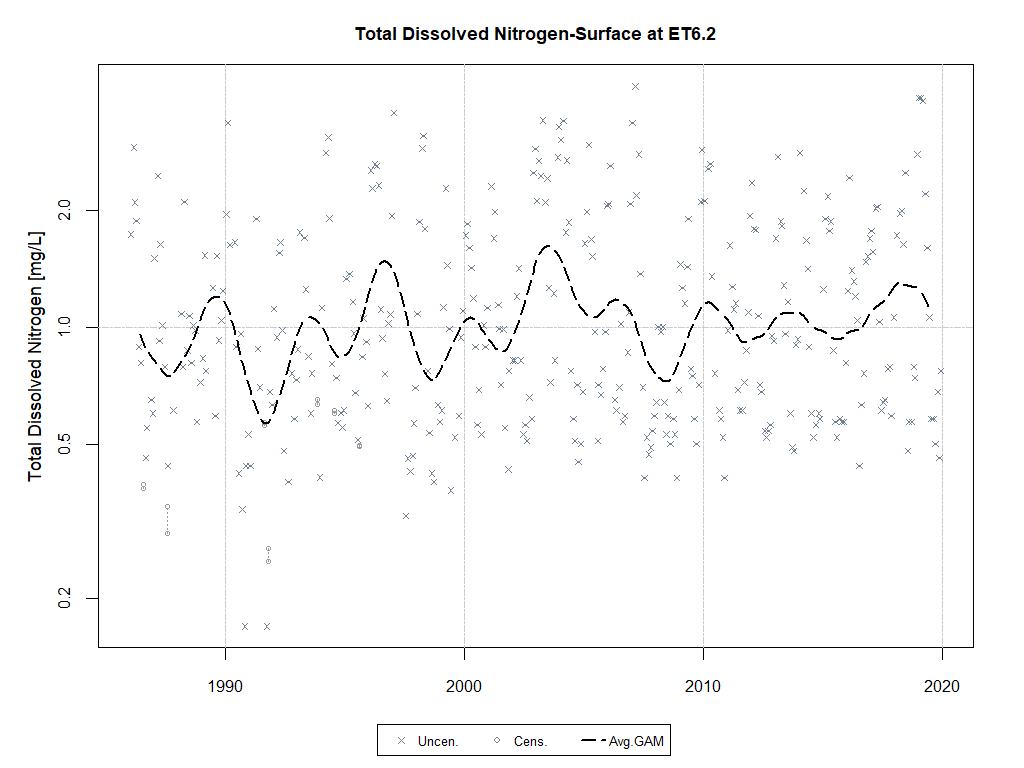 Total Dissolved Nitrogen-Surface at ET6.2
Total Dissolved Nitrogen [mg/L]
2.0
1.0
0.5
0.2
1990 2000 2010 2020
Uncen. Cens. Avg.GAM